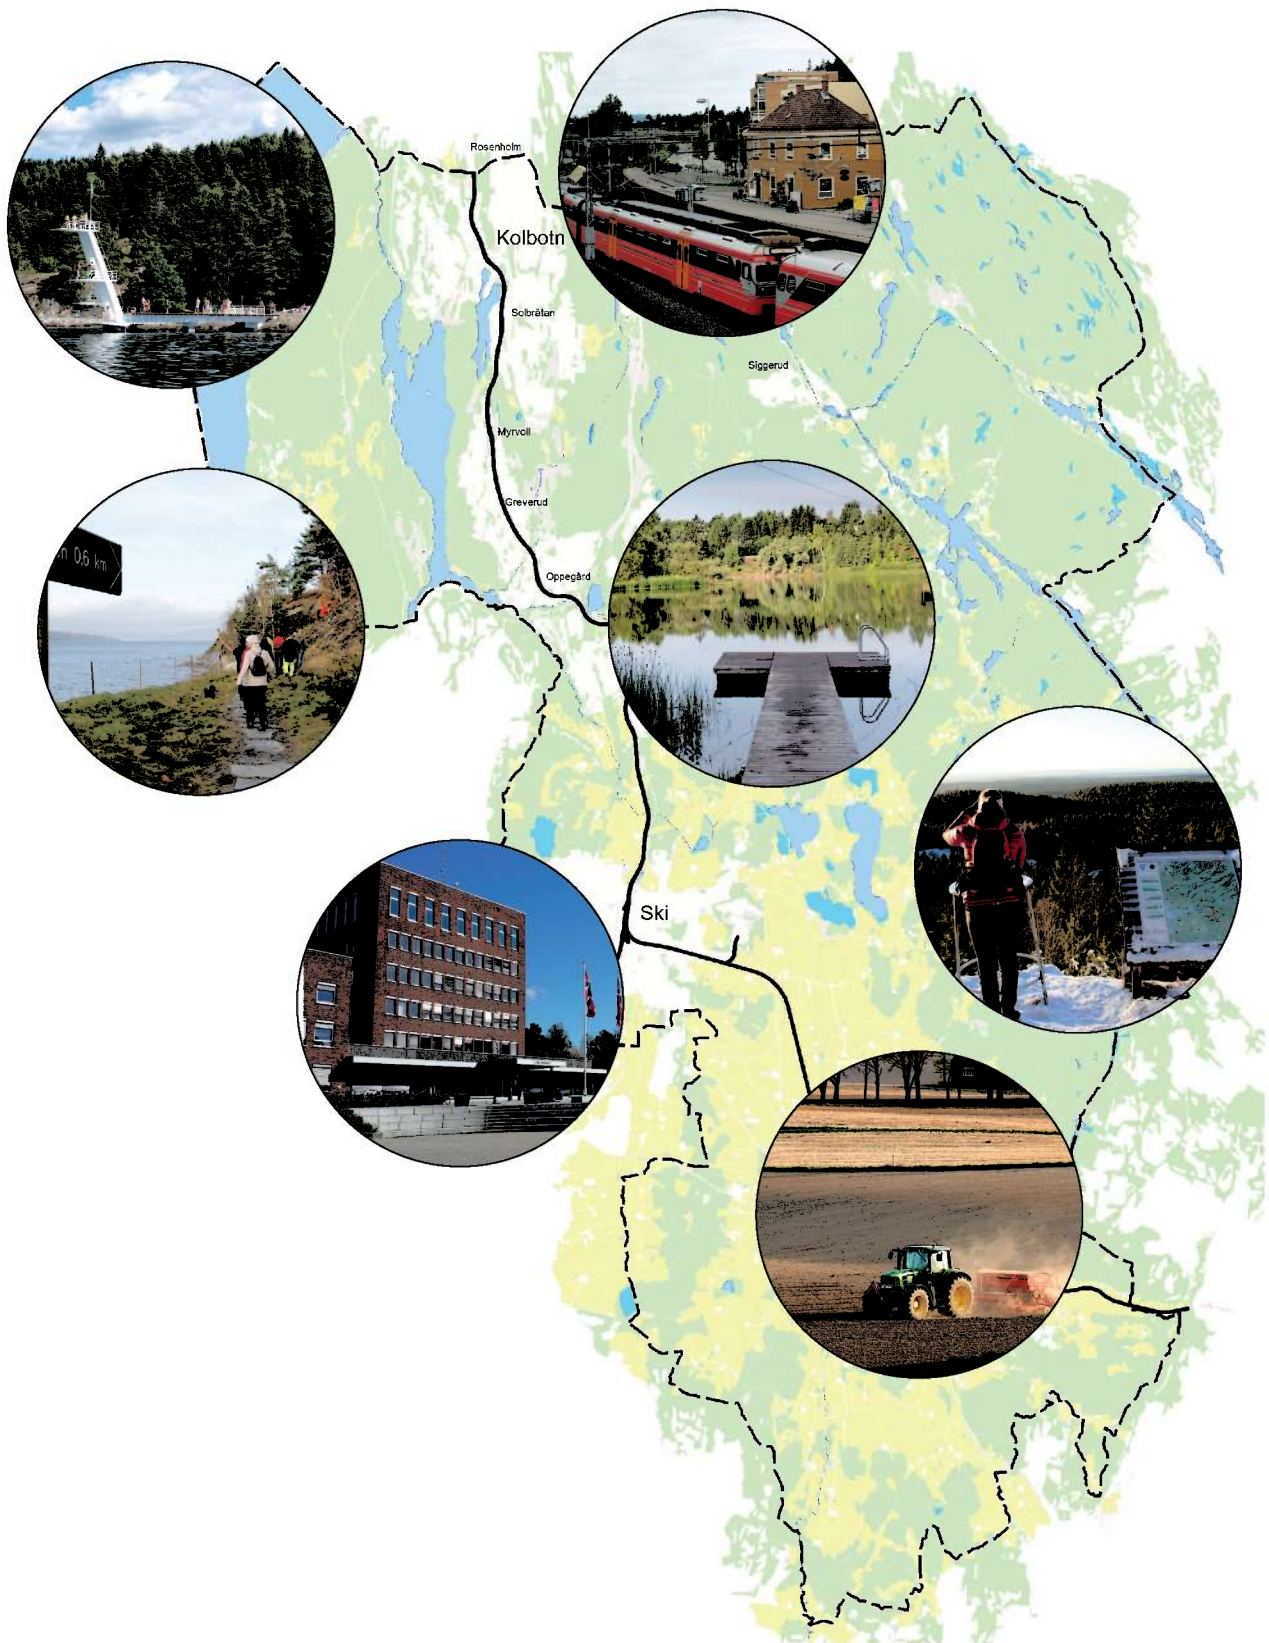 Rosenholm
Kolbotn
Solbråtan
Siggerud
Myrvoll
Greverud
n 0,6 km
Oppegård
Ski